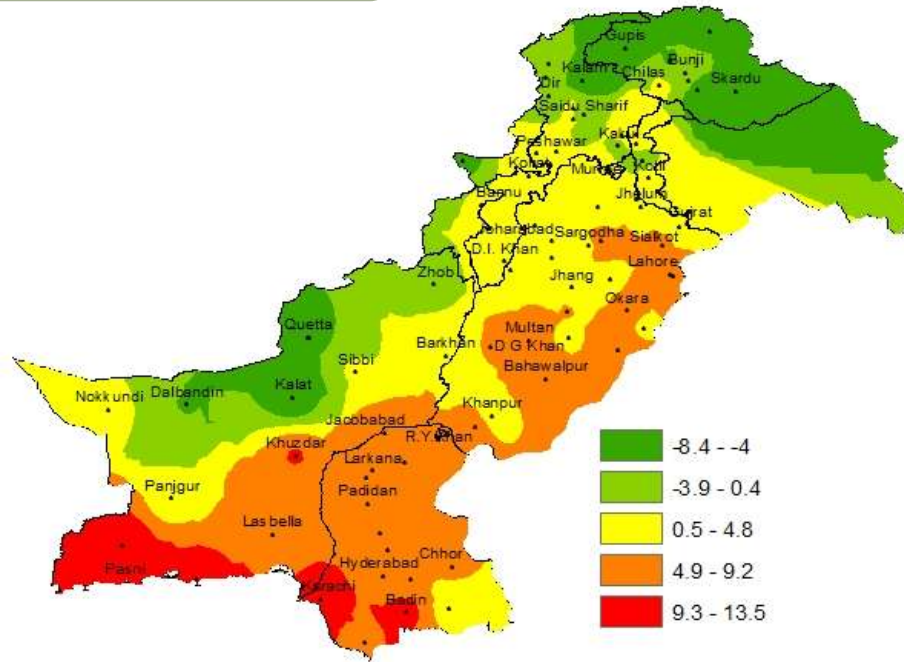 Gupis
Bunji
Chilas
Skardu
Kalam
Dir
Saidu Sharif
Peshawar
Kohat
Kotli
Bannu
Jhelum
Gujrat
Joharabad
Sargodha
Sialkot
D.I. Khan
Lahore
Zhob
Jhang
Okara
Quetta
Multan
Barkhan
D G Khan
Sibbi
Bahawalpur
Dalbandin
Kalat
Nokkundi
Khanpur
Jacobabad
R.Y.Khan
Khuzdar
Larkana
Panjgur
Padidan
Lasbella
Chhor
Hyderabad
Pasni
Karachi
Badin
-8.4 - -4
-3.9 - 0.4
0.5 - 4.8
4.9 - 9.2
9.3 - 13.5